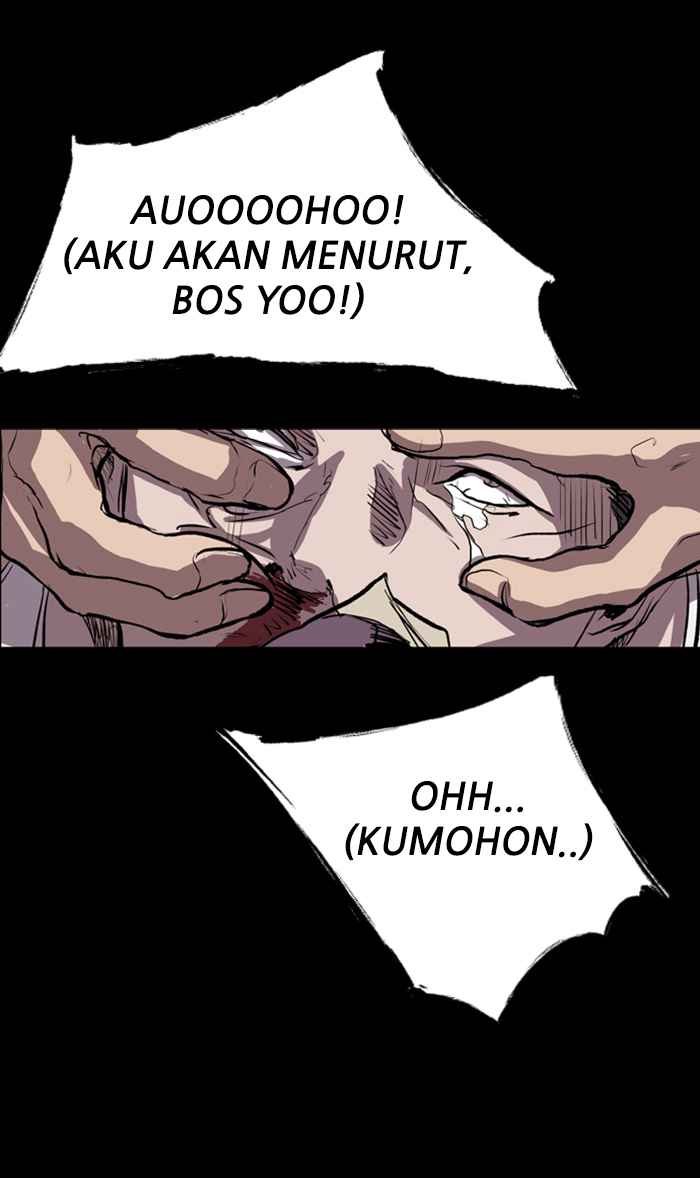 AUOOOOHOO!
(AKU AKAN MENURUT,
BOS YOO!)
OHH...
(KUMOHON..)